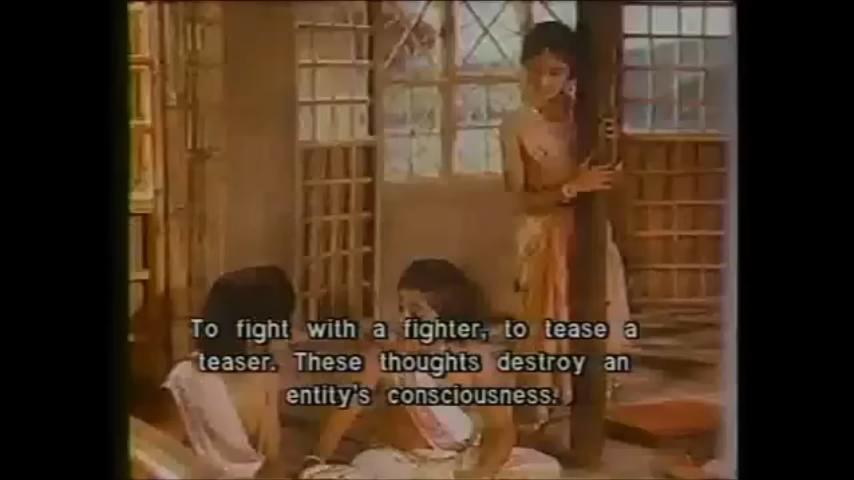 To fight with a fighter, to tease a
teaser. These thoughts destroy an
entity's consciousness.